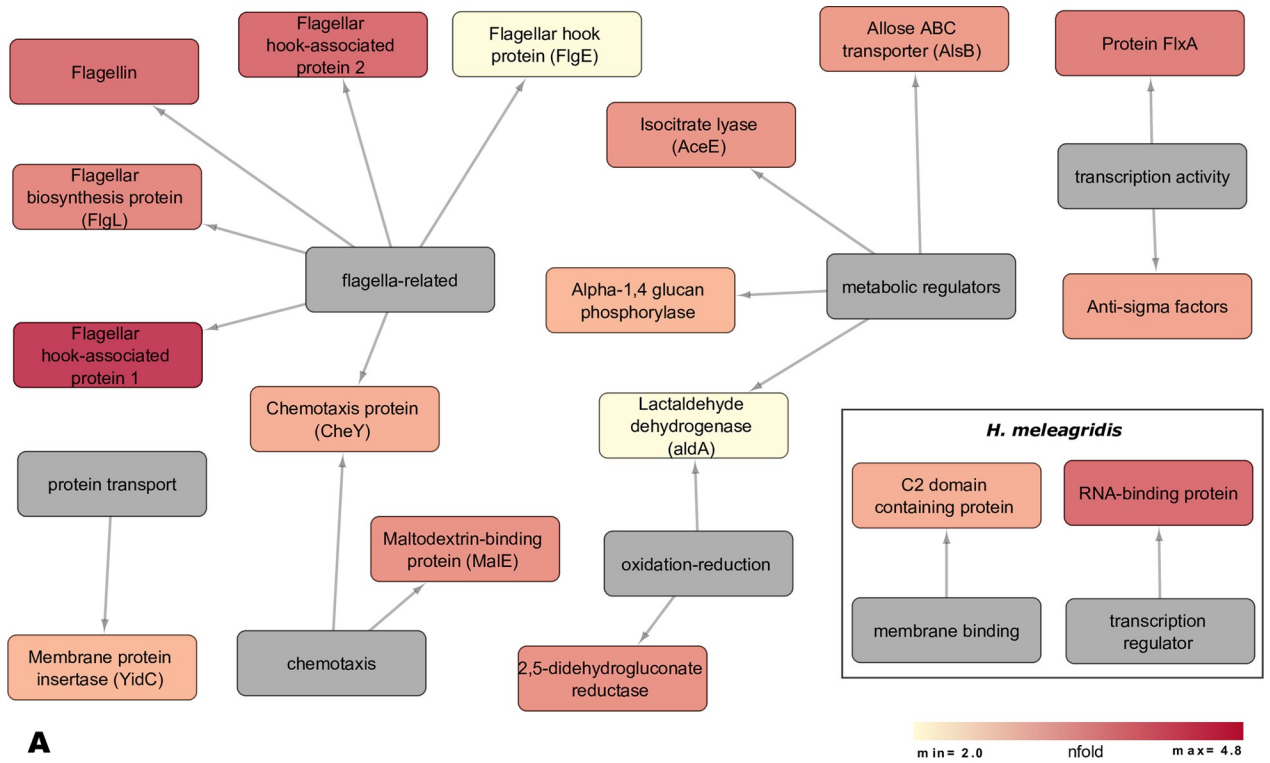 Flagellin
Flagellar
hook-associated
protein 2
Flagellar hook
protein (FlgE)
Allose ABC
transporter (AlsB)
Protein FlxA
Isocitrate lyase
(AceE)
Flagellar
biosynthesis protein
(FlgL)
transcription activity
flagella-related
Alpha-1,4 glucan
phosphorylase
metabolic regulators
Anti-sigma factors
Flagellar
hook-associated
protein 1
Chemotaxis protein
(CheY)
Lactaldehyde
dehydrogenase
(aldA)
H. meleagridis
protein transport
C2 domain
containing protein
RNA-binding protein
Maltodextrin-binding
protein (MalE)
oxidation-reduction
membrane binding
transcription
regulator
Membrane protein
insertase (YidC)
chemotaxis
2,5-didehydrogluconate
reductase
A
min= 2.0
nfold
max= 4.8